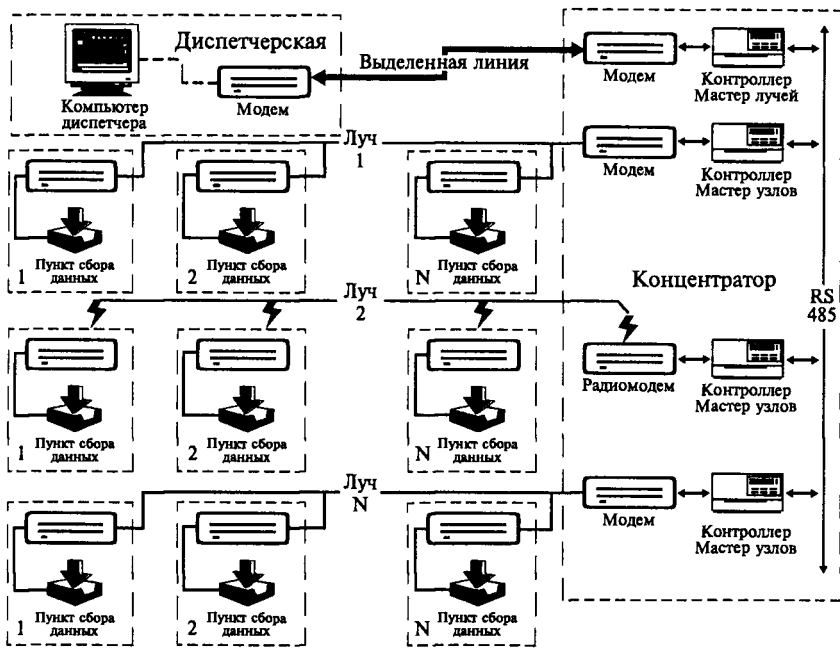 Диспетчерская
Компьютер
диспетчера
Модем
Выделенная линия
Модем
Контроллер
Мастер лучей
Луч
1
Модем
Контроллер
Мастер узлов
1
Пункт сбора
данных
2
Пункт сбора
данных
N
Пункт сбора
данных
Концентратор
RS
485
Луч
2
Радиомодем
Контроллер
Мастер узлов
1
Пункт сбора
данных
2
Пункт сбора
данных
N
Пункт сбора
данных
Луч
N
Модем
Контроллер
Мастер узлов
1
Пункт сбора
данных
2
Пункт сбора
данных
N
Пункт сбора
данных